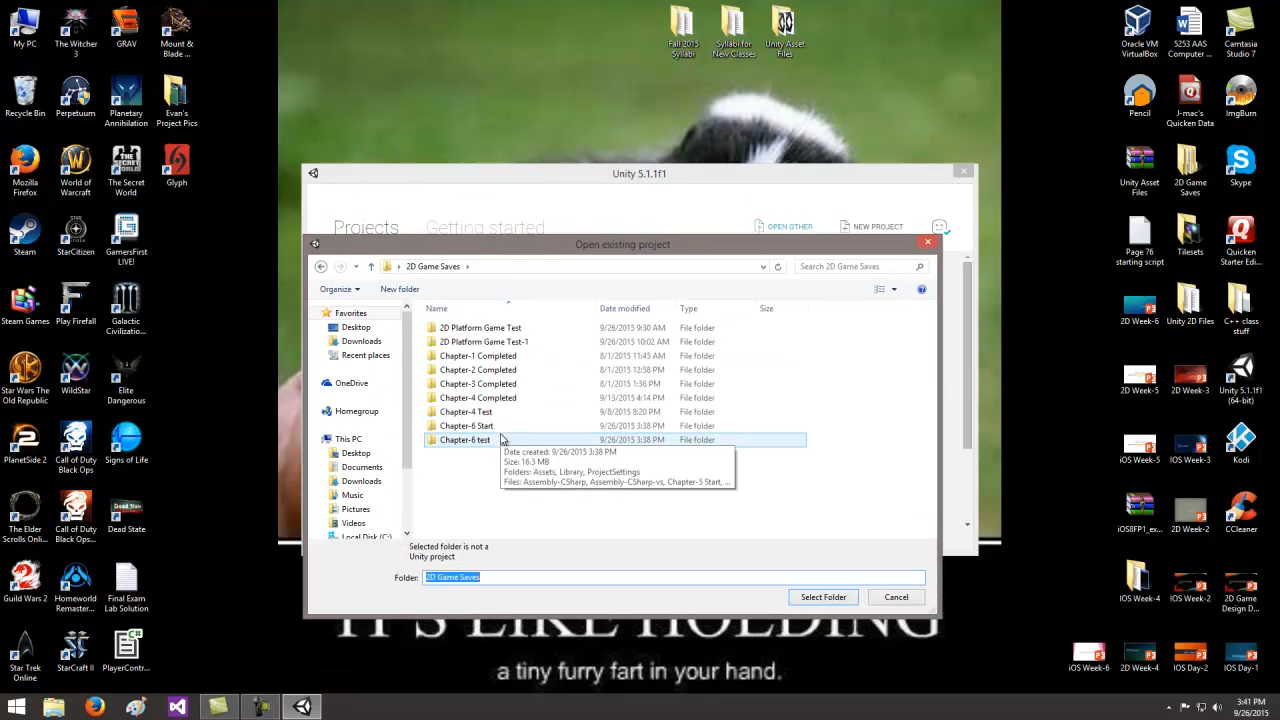 My PC
The Witcher 3
GRAV
Mount & Blade ...
Fall 2015 Syllabi
Syllabi for New Classes
Unity Asset Files
Oracle VM VirtualBox
5253 AAS Computer ...
Camtasia Studio 7
Recycle Bin
Perpetuum
Planetary Annihilation
Evan's Project Pics
Pencil
J-mac's Quicken Data
ImgBurn
Mozilla Firefox
World of Warcraft
The Secret World
Glyph
Unity Asset Files
2D Game Saves
Skype
Steam
StarCitizen
GamersFirst LIVE!
Page 76 starting script
Tilesets
Quicken Starter Edi...
Steam Games
Play Firefall
Galactic Civilizatio...
2D Week-6
Unity 2D Files
C++ class stuff
Star Wars The Old Republic
WildStar
Elite Dangerous
2D Week-5
2D Week-3
Unity 5.1.1f1 (64-bit)
PlanetSide 2
Call of Duty Black Ops...
Signs of Life
iOS Week-5
iOS Week-3
Kodi
The Elder Scrolls Onlin...
Call of Duty Black Ops ...
Dead State
iOS8FP1_ex...
2D Week-2
CCleaner
Guild Wars 2
Homeworld Remaster...
Final Exam Lab Solution
IOS Week-4
IOS Week-2
2D Game Design D...
Star Trek Online
StarCraft II
PlayerContr...
iOS Week-6
2D Week-4
IOS Day-2
IOS Day-1
Unity 5.1.1f1
Projects
Getting started
OPEN OTHER
NEW PROJECT
Open existing project
2D Game Saves
Search 2D Game Saves
Organize
New folder
Name
Date modified
Type
Size
Favorites
Desktop
Downloads
Recent places
OneDrive
Homegroup
This PC
Desktop
Documents
Downloads
Music
Pictures
Videos
Local Disk (C:)
2D Platform Game Test 9/26/2015 9:30 AM File folder
2D Platform Game Test-1 9/26/2015 10:02 AM File folder
Chapter-1 Completed 8/1/2015 11:45 AM File folder
Chapter-2 Completed 8/1/2015 12:58 PM File folder
Chapter-3 Completed 8/1/2015 1:36 PM File folder
Chapter-4 Completed 9/13/2015 4:14 PM File folder
Chapter-4 Test 9/8/2015 8:20 PM File folder
Chapter-6 Start 9/26/2015 3:38 PM File folder
Chapter-6 test 9/26/2015 3:38 PM File folder
Date created: 9/26/2015 3:38 PM
Size: 16.3 MB
Folders: Assets, Library, ProjectSettings
Files: Assembly-CSharp, Assembly-CSharp-vs, Chapter-5 Start, ...
Selected folder is not a
Unity project
Folder: 2D Game Saves
Select Folder
Cancel
IT'S LIKE HOLDING
a tiny furry fart in your hand.
3:41 PM
9/26/2015